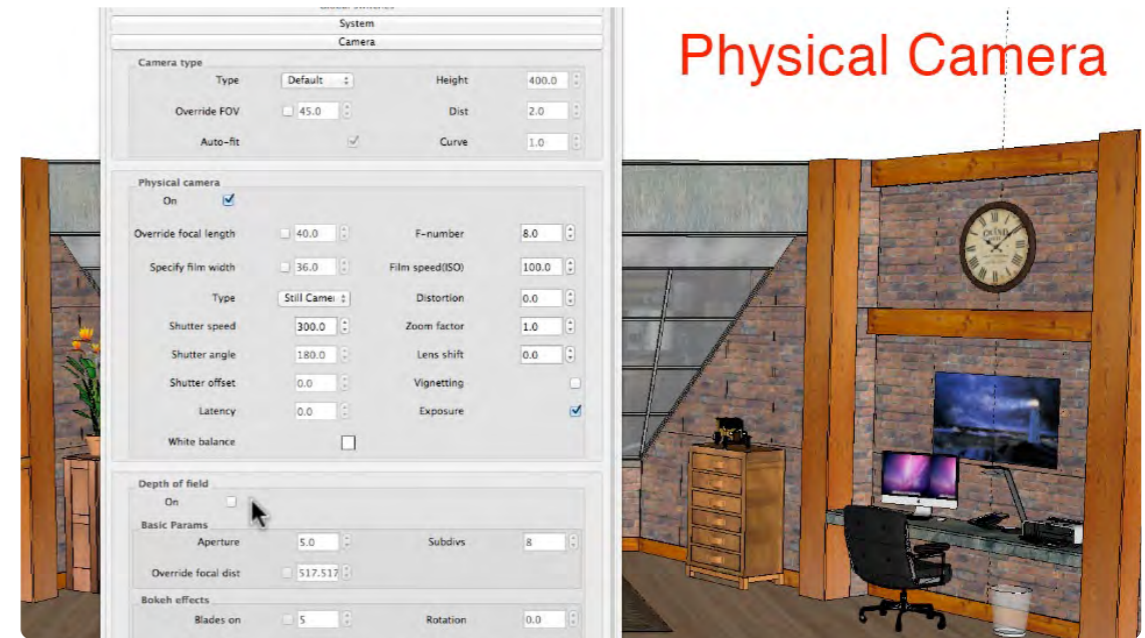 System
Camera
Physical Camera
Camera type
Type Default Height 400.0
Override FOV 45.0 Dist 2.0
Auto-fit Curve 1.0
Physical camera
On
Override focal length 40.0 F-number 8.0
Specify film width 36.0 Film speed(ISO) 100.0
Type Still Camer Distortion 0.0
Shutter speed 300.0 Zoom factor 1.0
Shutter angle 180.0 Lens shift 0.0
Shutter offset 0.0 Vignetting
Latency 0.0 Exposure
White balance
Depth of field
On
Basic Params
Aperture 5.0 Subdivs 8
Override focal dist 517.517
Bokeh effects
Blades on 5 Rotation 0.0